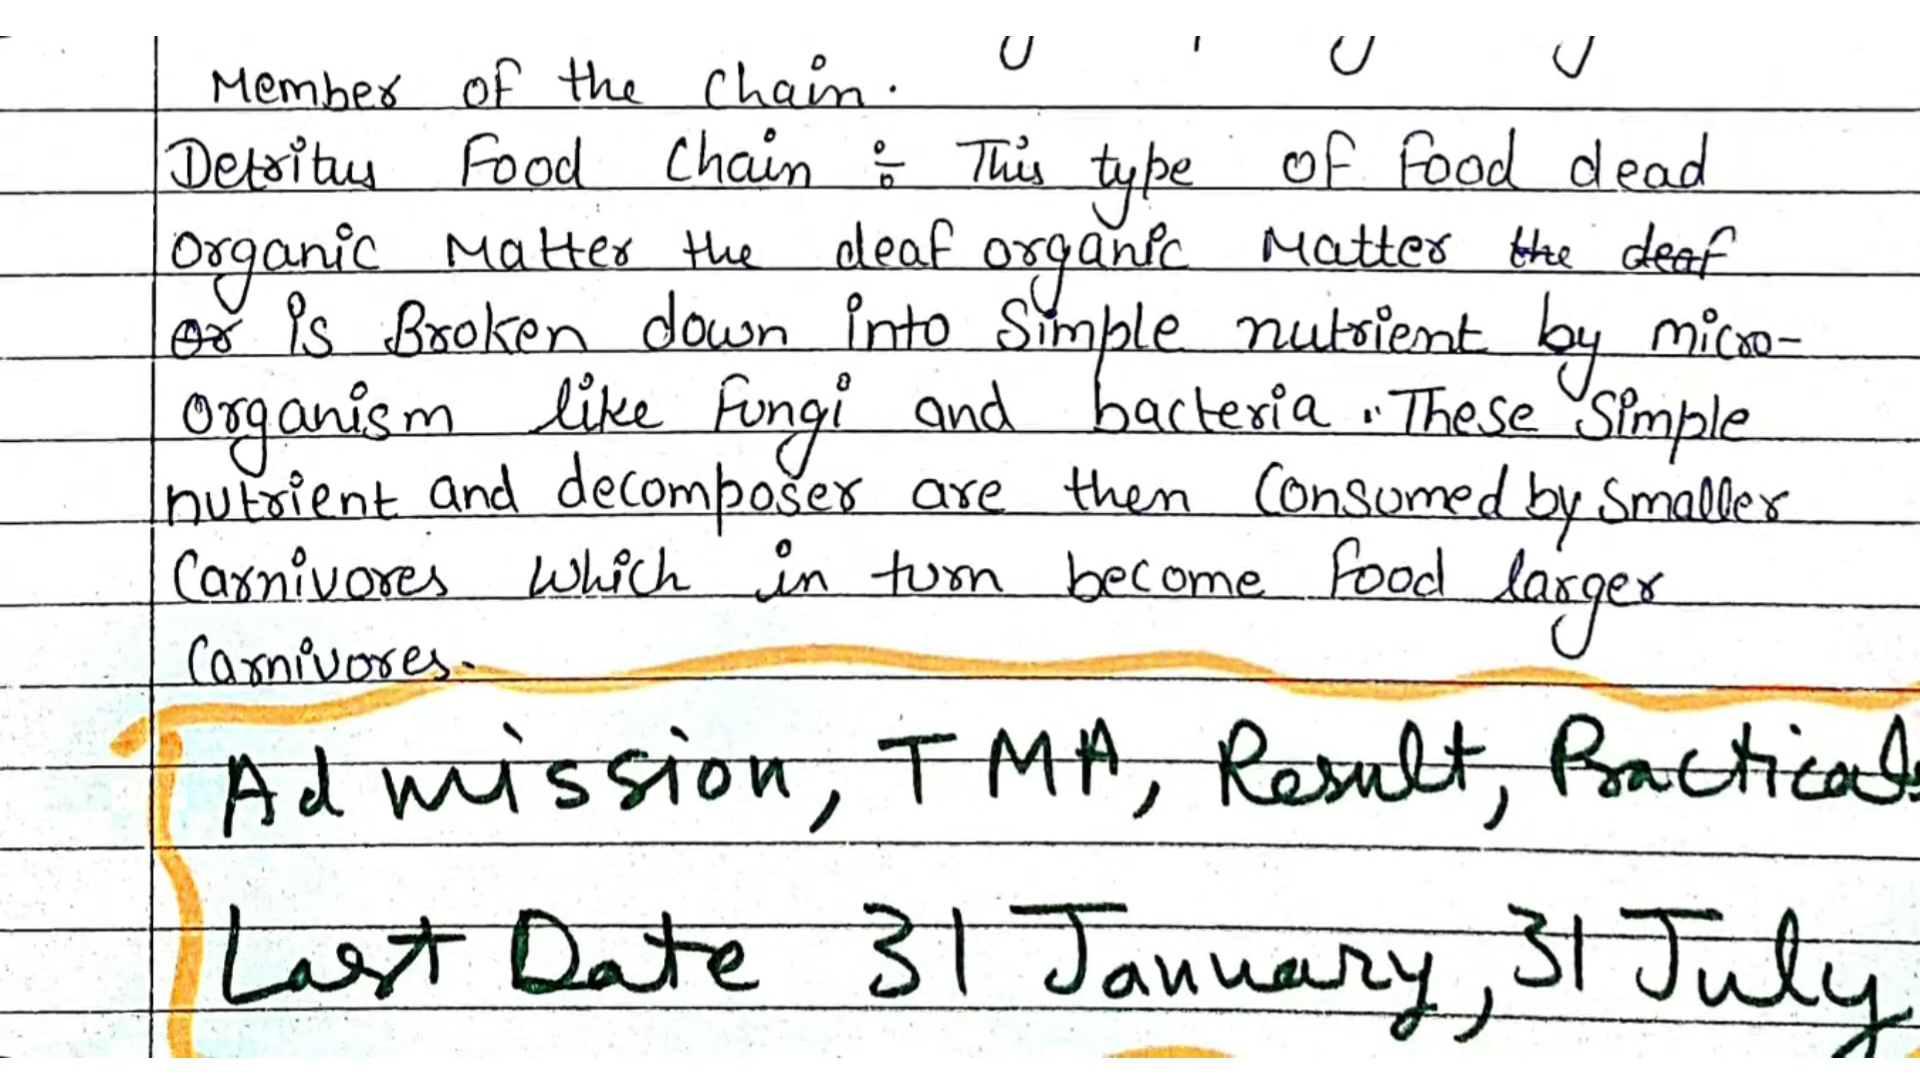 Member of the Chain.
Detritus Food Chain ÷ This type of Food dead
organic Matter the deaf organic Matter the deaf
or is Broken down into Simple nutrient by micro-
organism like Fungi and bacteria. These Simple
nutrient and decomposer are then Consumed by Smaller
Carnivores Which in turn become Food larger
Carnivores.
Admission, TMA, Result, Practicals
Last Date 31 January, 31 July